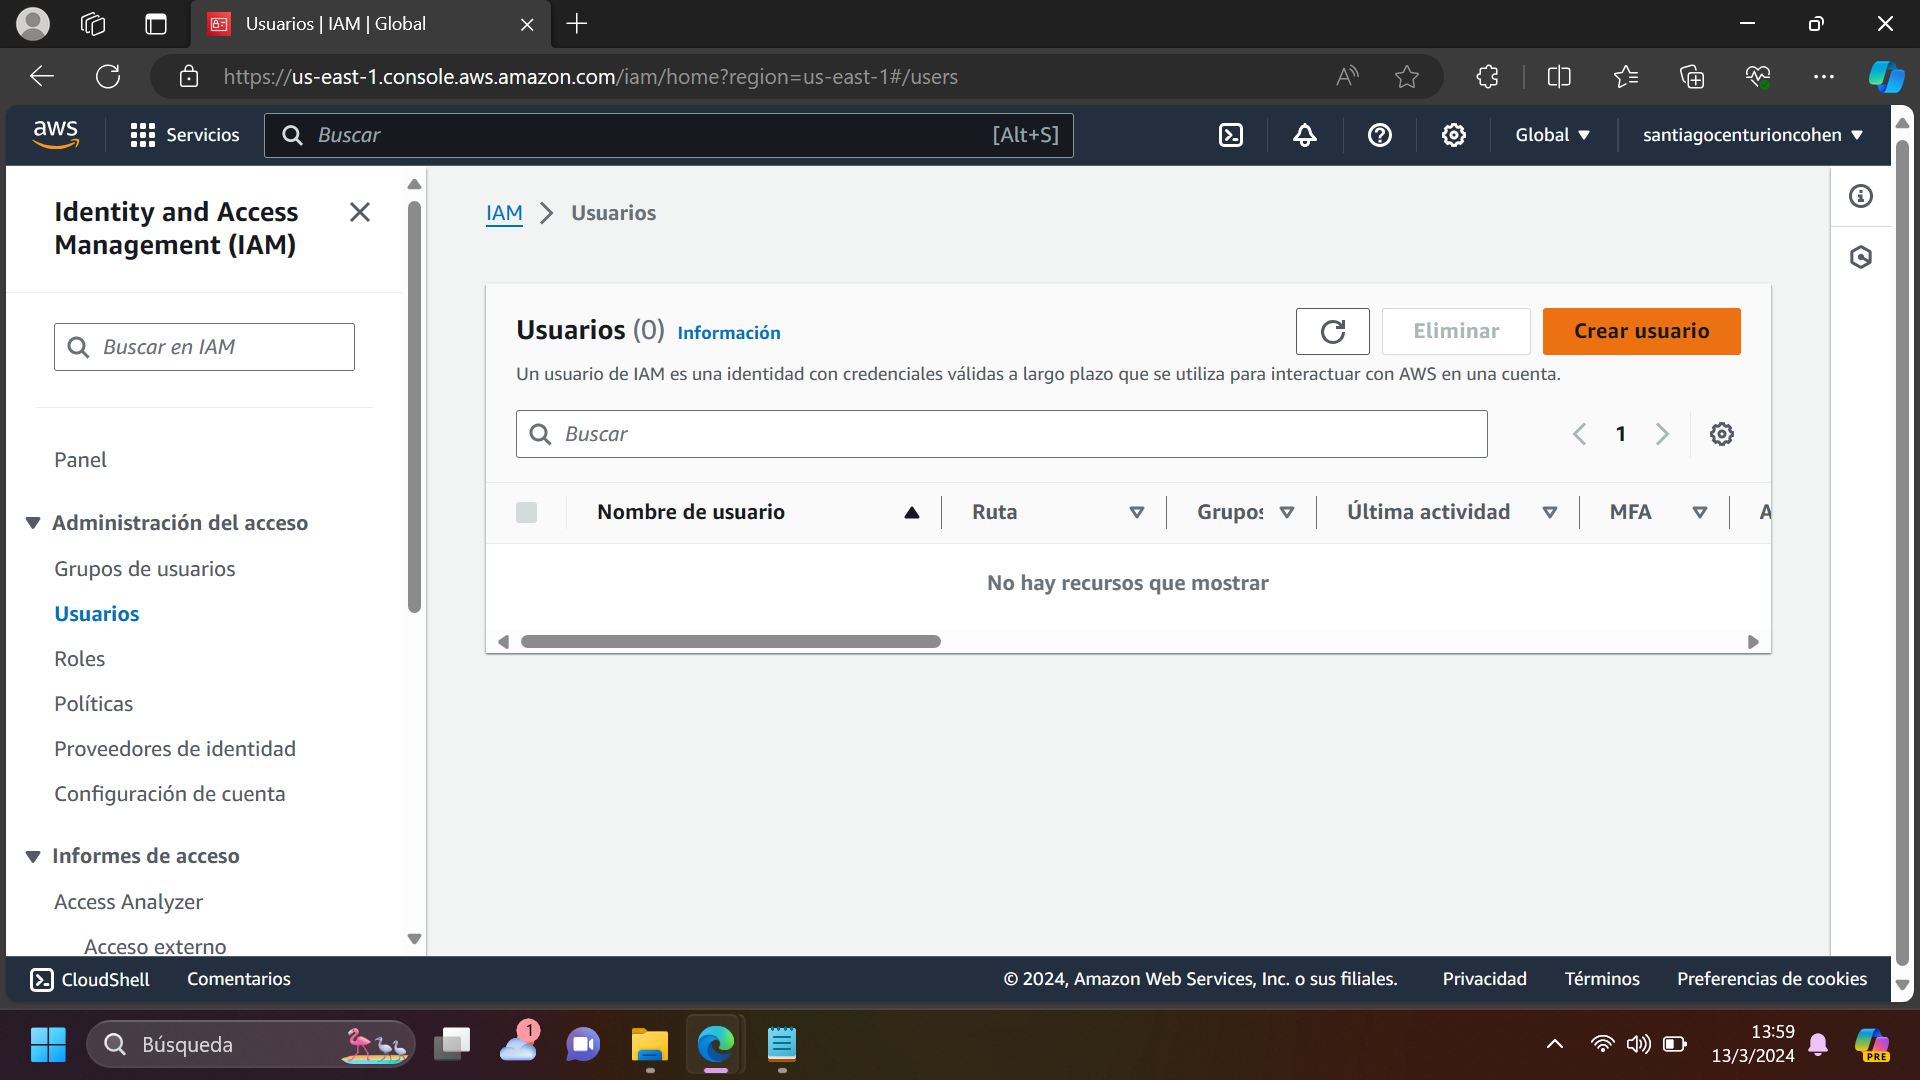 Usuarios | IAM | Global
https://us-east-1.console.aws.amazon.com/iam/home?region=us-east-1#/users
aws
Servicios
Buscar
[Alt+S]
Global
santiagocenturioncohen
Identity and Access
Management (IAM)
Buscar en IAM
Panel
Administración del acceso
Grupos de usuarios
Usuarios
Roles
Políticas
Proveedores de identidad
Configuración de cuenta
Informes de acceso
Access Analyzer
Acceso externo
IAM
Usuarios
Usuarios (0)
Información
Eliminar
Crear usuario
Un usuario de IAM es una identidad con credenciales válidas a largo plazo que se utiliza para interactuar con AWS en una cuenta.
Buscar
1
Nombre de usuario
Ruta
Grupos
Última actividad
MFA
A
No hay recursos que mostrar
CloudShell
Comentarios
© 2024, Amazon Web Services, Inc. o sus filiales.
Privacidad
Términos
Preferencias de cookies
Búsqueda
1
13:59
13/3/2024
PRE